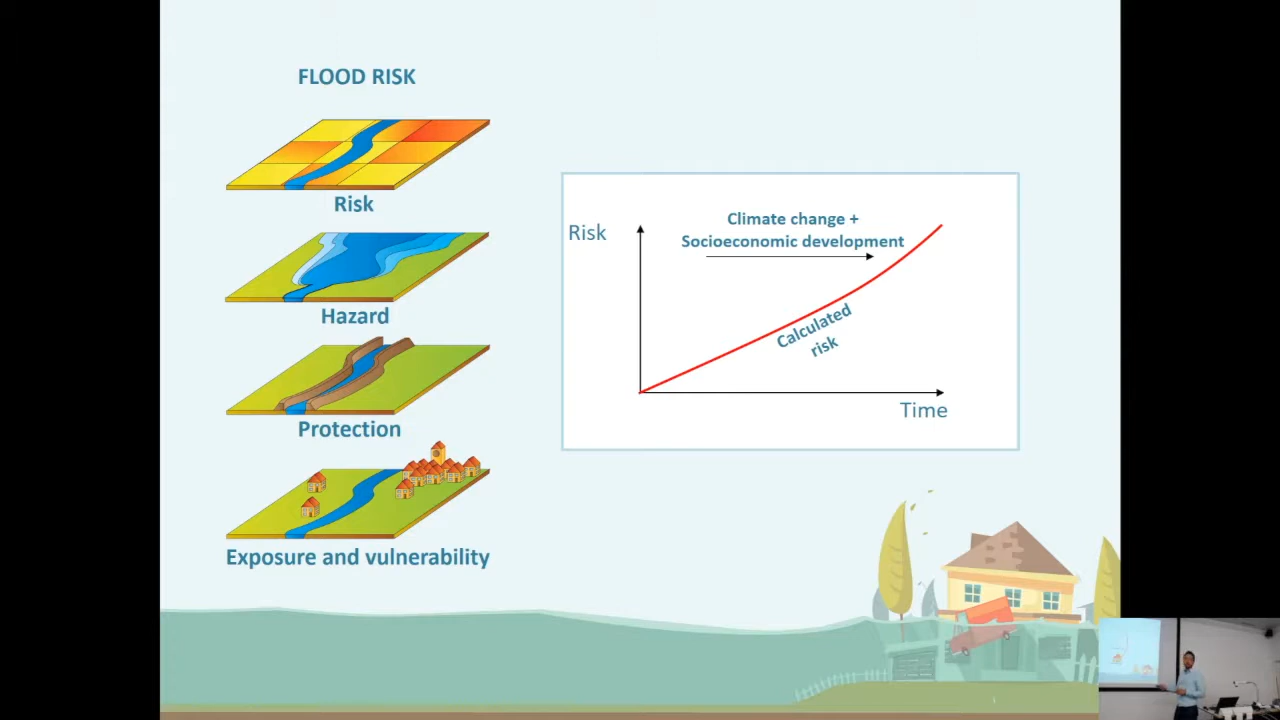 FLOOD RISK
Risk
Hazard
Protection
Exposure and vulnerability
Risk
Climate change +
Socioeconomic development
Calculated
risk
Time